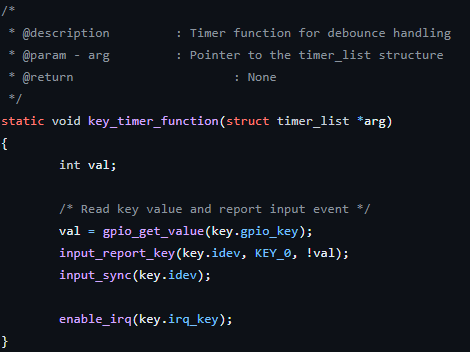 /*
 * @description         : Timer function for debounce handling
 * @param - arg         : Pointer to the timer_list structure
 * @return                      : None
 */
static void key_timer_function(struct timer_list *arg)
{
        int val;

        /* Read key value and report input event */
        val = gpio_get_value(key.gpio_key);
        input_report_key(key.idev, KEY_0, !val);
        input_sync(key.idev);

        enable_irq(key.irq_key);
}